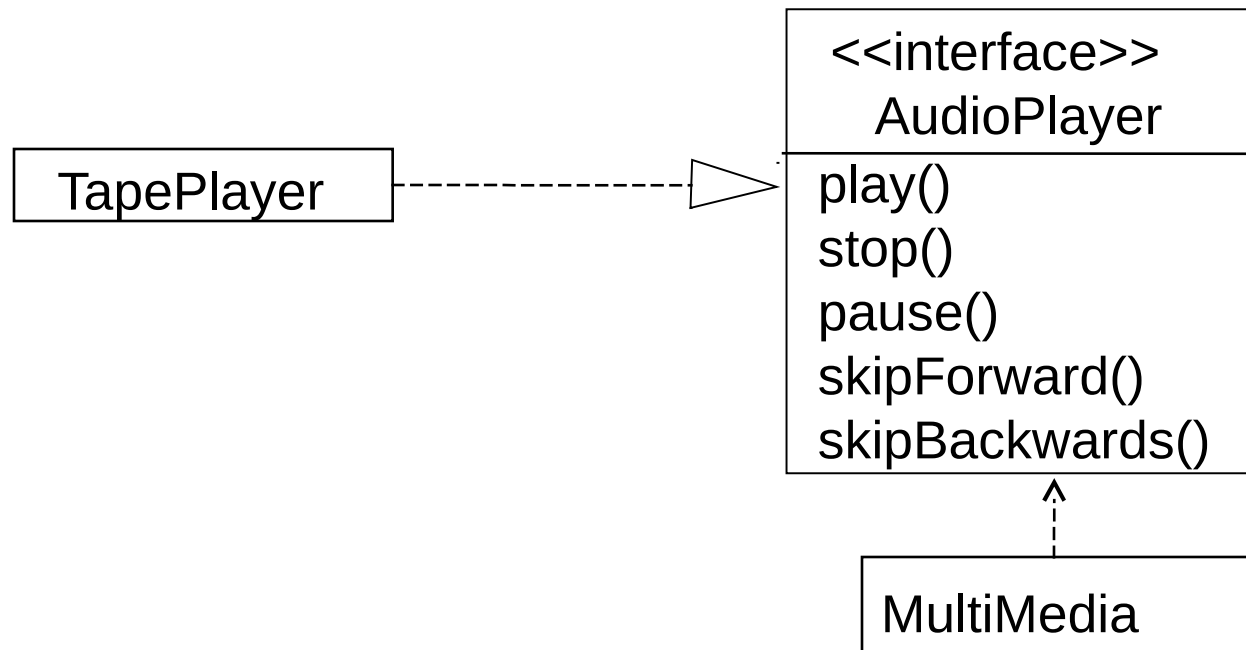 <<interface>>
AudioPlayer
TapePlayer
play()
stop()
pause()
skipForward()
skipBackwards()
MultiMedia